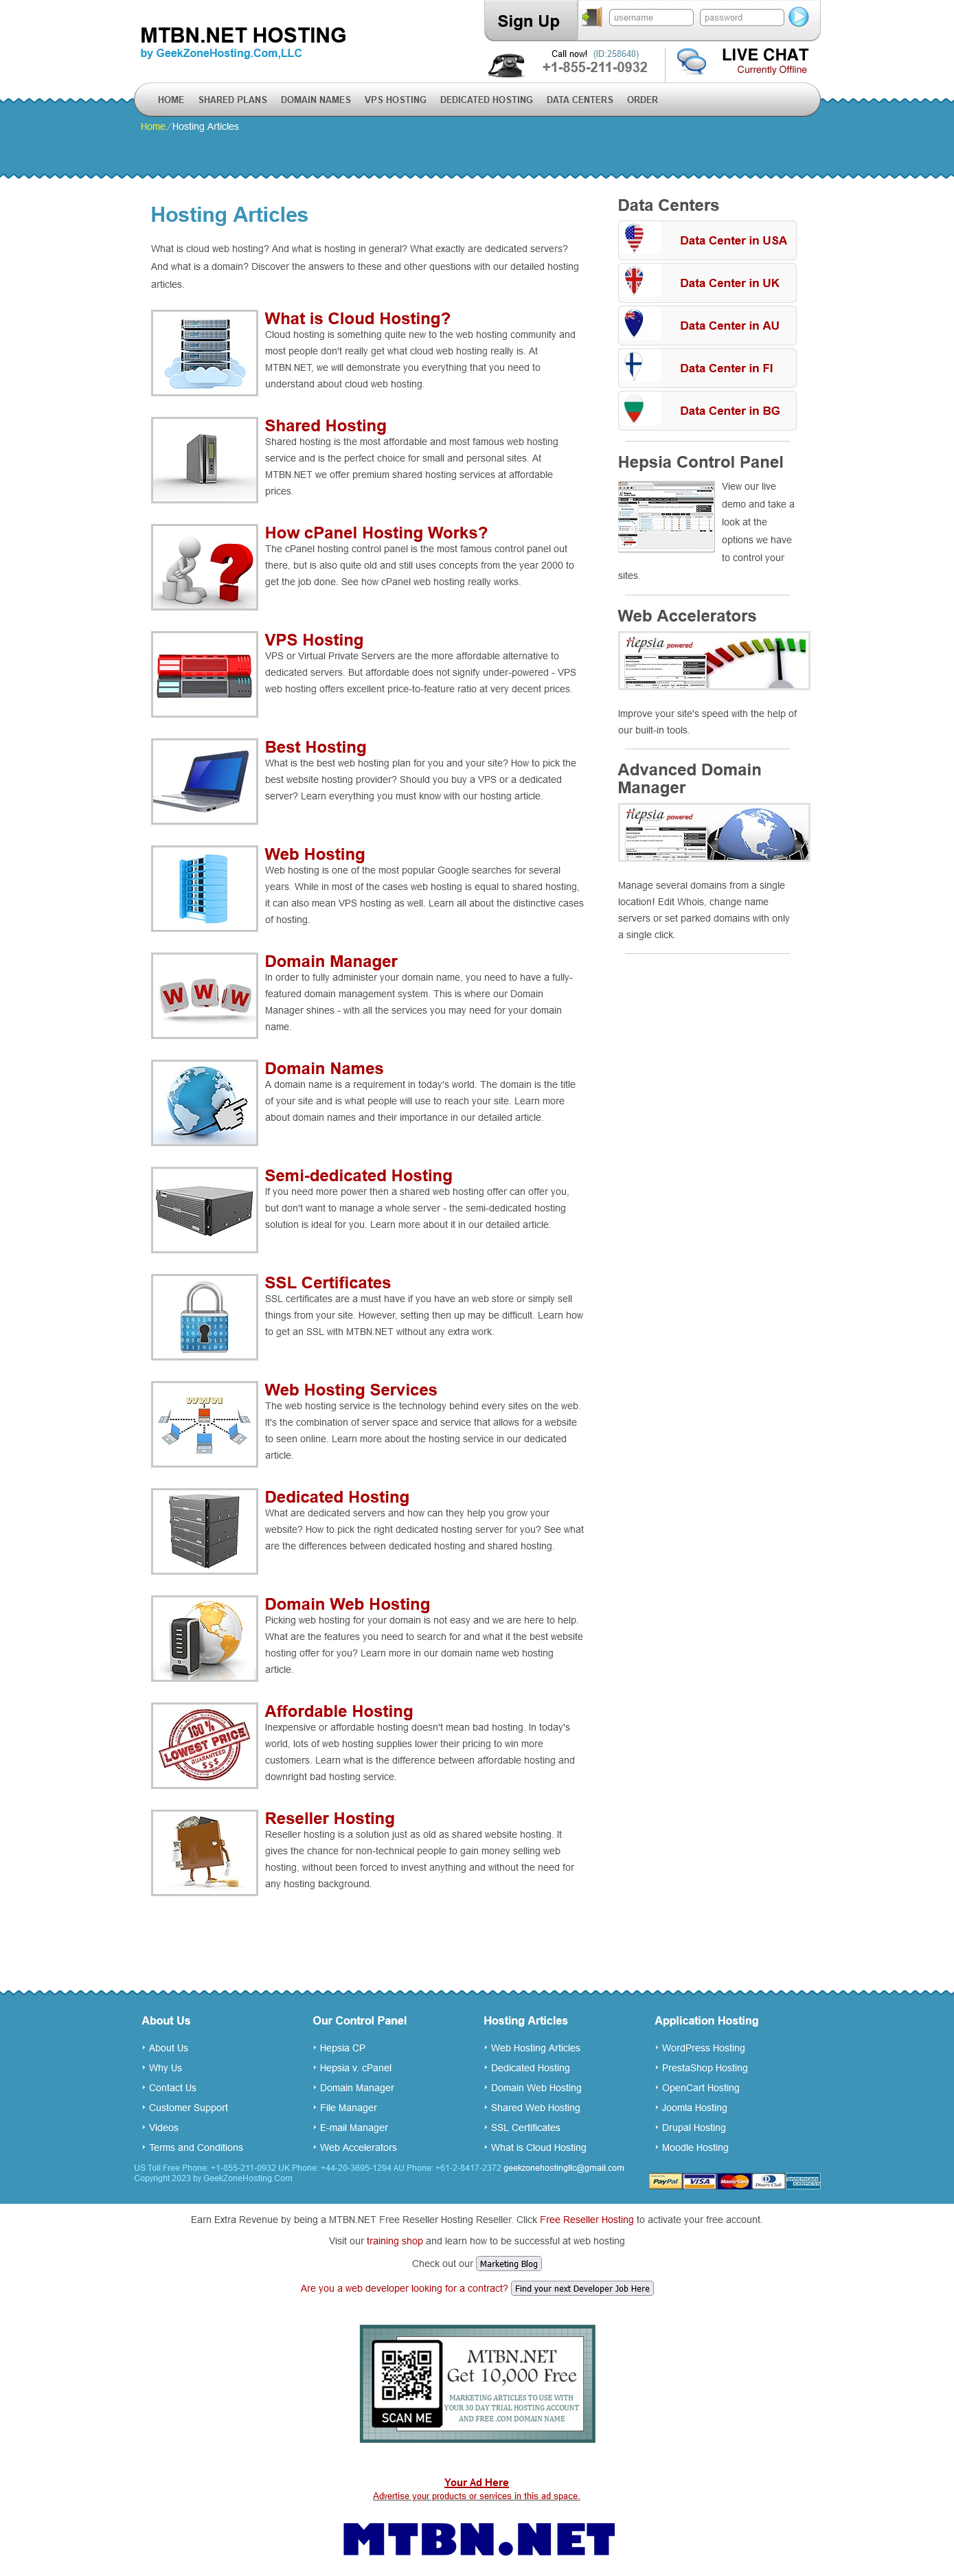 MTBN.NET HOSTING
by GeekZoneHosting.Com,LLC
Sign Up
username
password
Call now! (ID:258640)
+1-855-211-0932
LIVE CHAT
Currently Offline
HOME SHARED PLANS DOMAIN NAMES VPS HOSTING DEDICATED HOSTING DATA CENTERS ORDER
Home / Hosting Articles
Hosting Articles
What is cloud web hosting? And what is hosting in general? What exactly are dedicated servers?
And what is a domain? Discover the answers to these and other questions with our detailed hosting
articles.
What is Cloud Hosting?
Cloud hosting is something quite new to the web hosting community and
most people don't really get what cloud web hosting really is. At
MTBN.NET, we will demonstrate you everything that you need to
understand about cloud web hosting.
Shared Hosting
Shared hosting is the most affordable and most famous web hosting
service and is the perfect choice for small and personal sites. At
MTBN.NET we offer premium shared hosting services at affordable
prices.
How cPanel Hosting Works?
The cPanel hosting control panel is the most famous control panel out
there, but is also quite old and still uses concepts from the year 2000 to
get the job done. See how cPanel web hosting really works.
VPS Hosting
VPS or Virtual Private Servers are the more affordable alternative to
dedicated servers. But affordable does not signify under-powered - VPS
web hosting offers excellent price-to-feature ratio at very decent prices.
Best Hosting
What is the best web hosting plan for you and your site? How to pick the
best website hosting provider? Should you buy a VPS or a dedicated
server? Learn everything you must know with our hosting article.
Web Hosting
Web hosting is one of the most popular Google searches for several
years. While in most of the cases web hosting is equal to shared hosting,
it can also mean VPS hosting as well. Learn all about the distinctive cases
of hosting.
WWW
Domain Manager
In order to fully administer your domain name, you need to have a fully-
featured domain management system. This is where our Domain
Manager shines - with all the services you may need for your domain
name.
Domain Names
A domain name is a requirement in today's world. The domain is the title
of your site and is what people will use to reach your site. Learn more
about domain names and their importance in our detailed article.
Semi-dedicated Hosting
If you need more power then a shared web hosting offer can offer you,
but don't want to manage a whole server - the semi-dedicated hosting
solution is ideal for you. Learn more about it in our detailed article.
SSL Certificates
SSL certificates are a must have if you have an web store or simply sell
things from your site. However, setting then up may be difficult. Learn how
to get an SSL with MTBN.NET without any extra work.
WWW
Web Hosting Services
The web hosting service is the technology behind every sites on the web.
It's the combination of server space and service that allows for a website
to seen online. Learn more about the hosting service in our dedicated
article.
Dedicated Hosting
What are dedicated servers and how can they help you grow your
website? How to pick the right dedicated hosting server for you? See what
are the differences between dedicated hosting and shared hosting.
Domain Web Hosting
Picking web hosting for your domain is not easy and we are here to help.
What are the features you need to search for and what it the best website
hosting offer for you? Learn more in our domain name web hosting
article.
100%
LOWEST PRICE
GUARANTEED
$$$
Affordable Hosting
Inexpensive or affordable hosting doesn't mean bad hosting. In today's
world, lots of web hosting supplies lower their pricing to win more
customers. Learn what is the difference between affordable hosting and
downright bad hosting service.
Reseller Hosting
Reseller hosting is a solution just as old as shared website hosting. It
gives the chance for non-technical people to gain money selling web
hosting, without been forced to invest anything and without the need for
any hosting background.
Data Centers
Data Center in USA
Data Center in UK
Data Center in AU
Data Center in FI
Data Center in BG
Hepsia Control Panel
View our live
demo and take a
look at the
options we have
to control your
sites.
Web Accelerators
Hepsia powered
Improve your site's speed with the help of
our built-in tools.
Advanced Domain
Manager
Hepsia powered
Manage several domains from a single
location! Edit Whois, change name
servers or set parked domains with only
a single click.
About Us
About Us
Why Us
Contact Us
Customer Support
Videos
Terms and Conditions
Our Control Panel
Hepsia CP
Hepsia v. cPanel
Domain Manager
File Manager
E-mail Manager
Web Accelerators
Hosting Articles
Web Hosting Articles
Dedicated Hosting
Domain Web Hosting
Shared Web Hosting
SSL Certificates
What is Cloud Hosting
Application Hosting
WordPress Hosting
PrestaShop Hosting
OpenCart Hosting
Joomla Hosting
Drupal Hosting
Moodle Hosting
US Toll Free Phone: +1-855-211-0932 UK Phone: +44-20-3695-1294 AU Phone: +61-2-8417-2372 geekzonehostingllc@gmail.com
Copyright 2023 by GeekZoneHosting.Com
PayPal VISA MasterCard Diners Club AMERICAN EXPRESS
Earn Extra Revenue by being a MTBN.NET Free Reseller Hosting Reseller. Click Free Reseller Hosting to activate your free account.
Visit our training shop and learn how to be successful at web hosting
Check out our Marketing Blog
Are you a web developer looking for a contract? Find your next Developer Job Here
SCAN ME
MTBN.NET
Get 10,000 Free
MARKETING ARTICLES TO USE WITH
YOUR 30 DAY TRIAL HOSTING ACCOUNT
AND FREE .COM DOMAIN NAME
Your Ad Here
Advertise your products or services in this ad space.
MTBN.NET